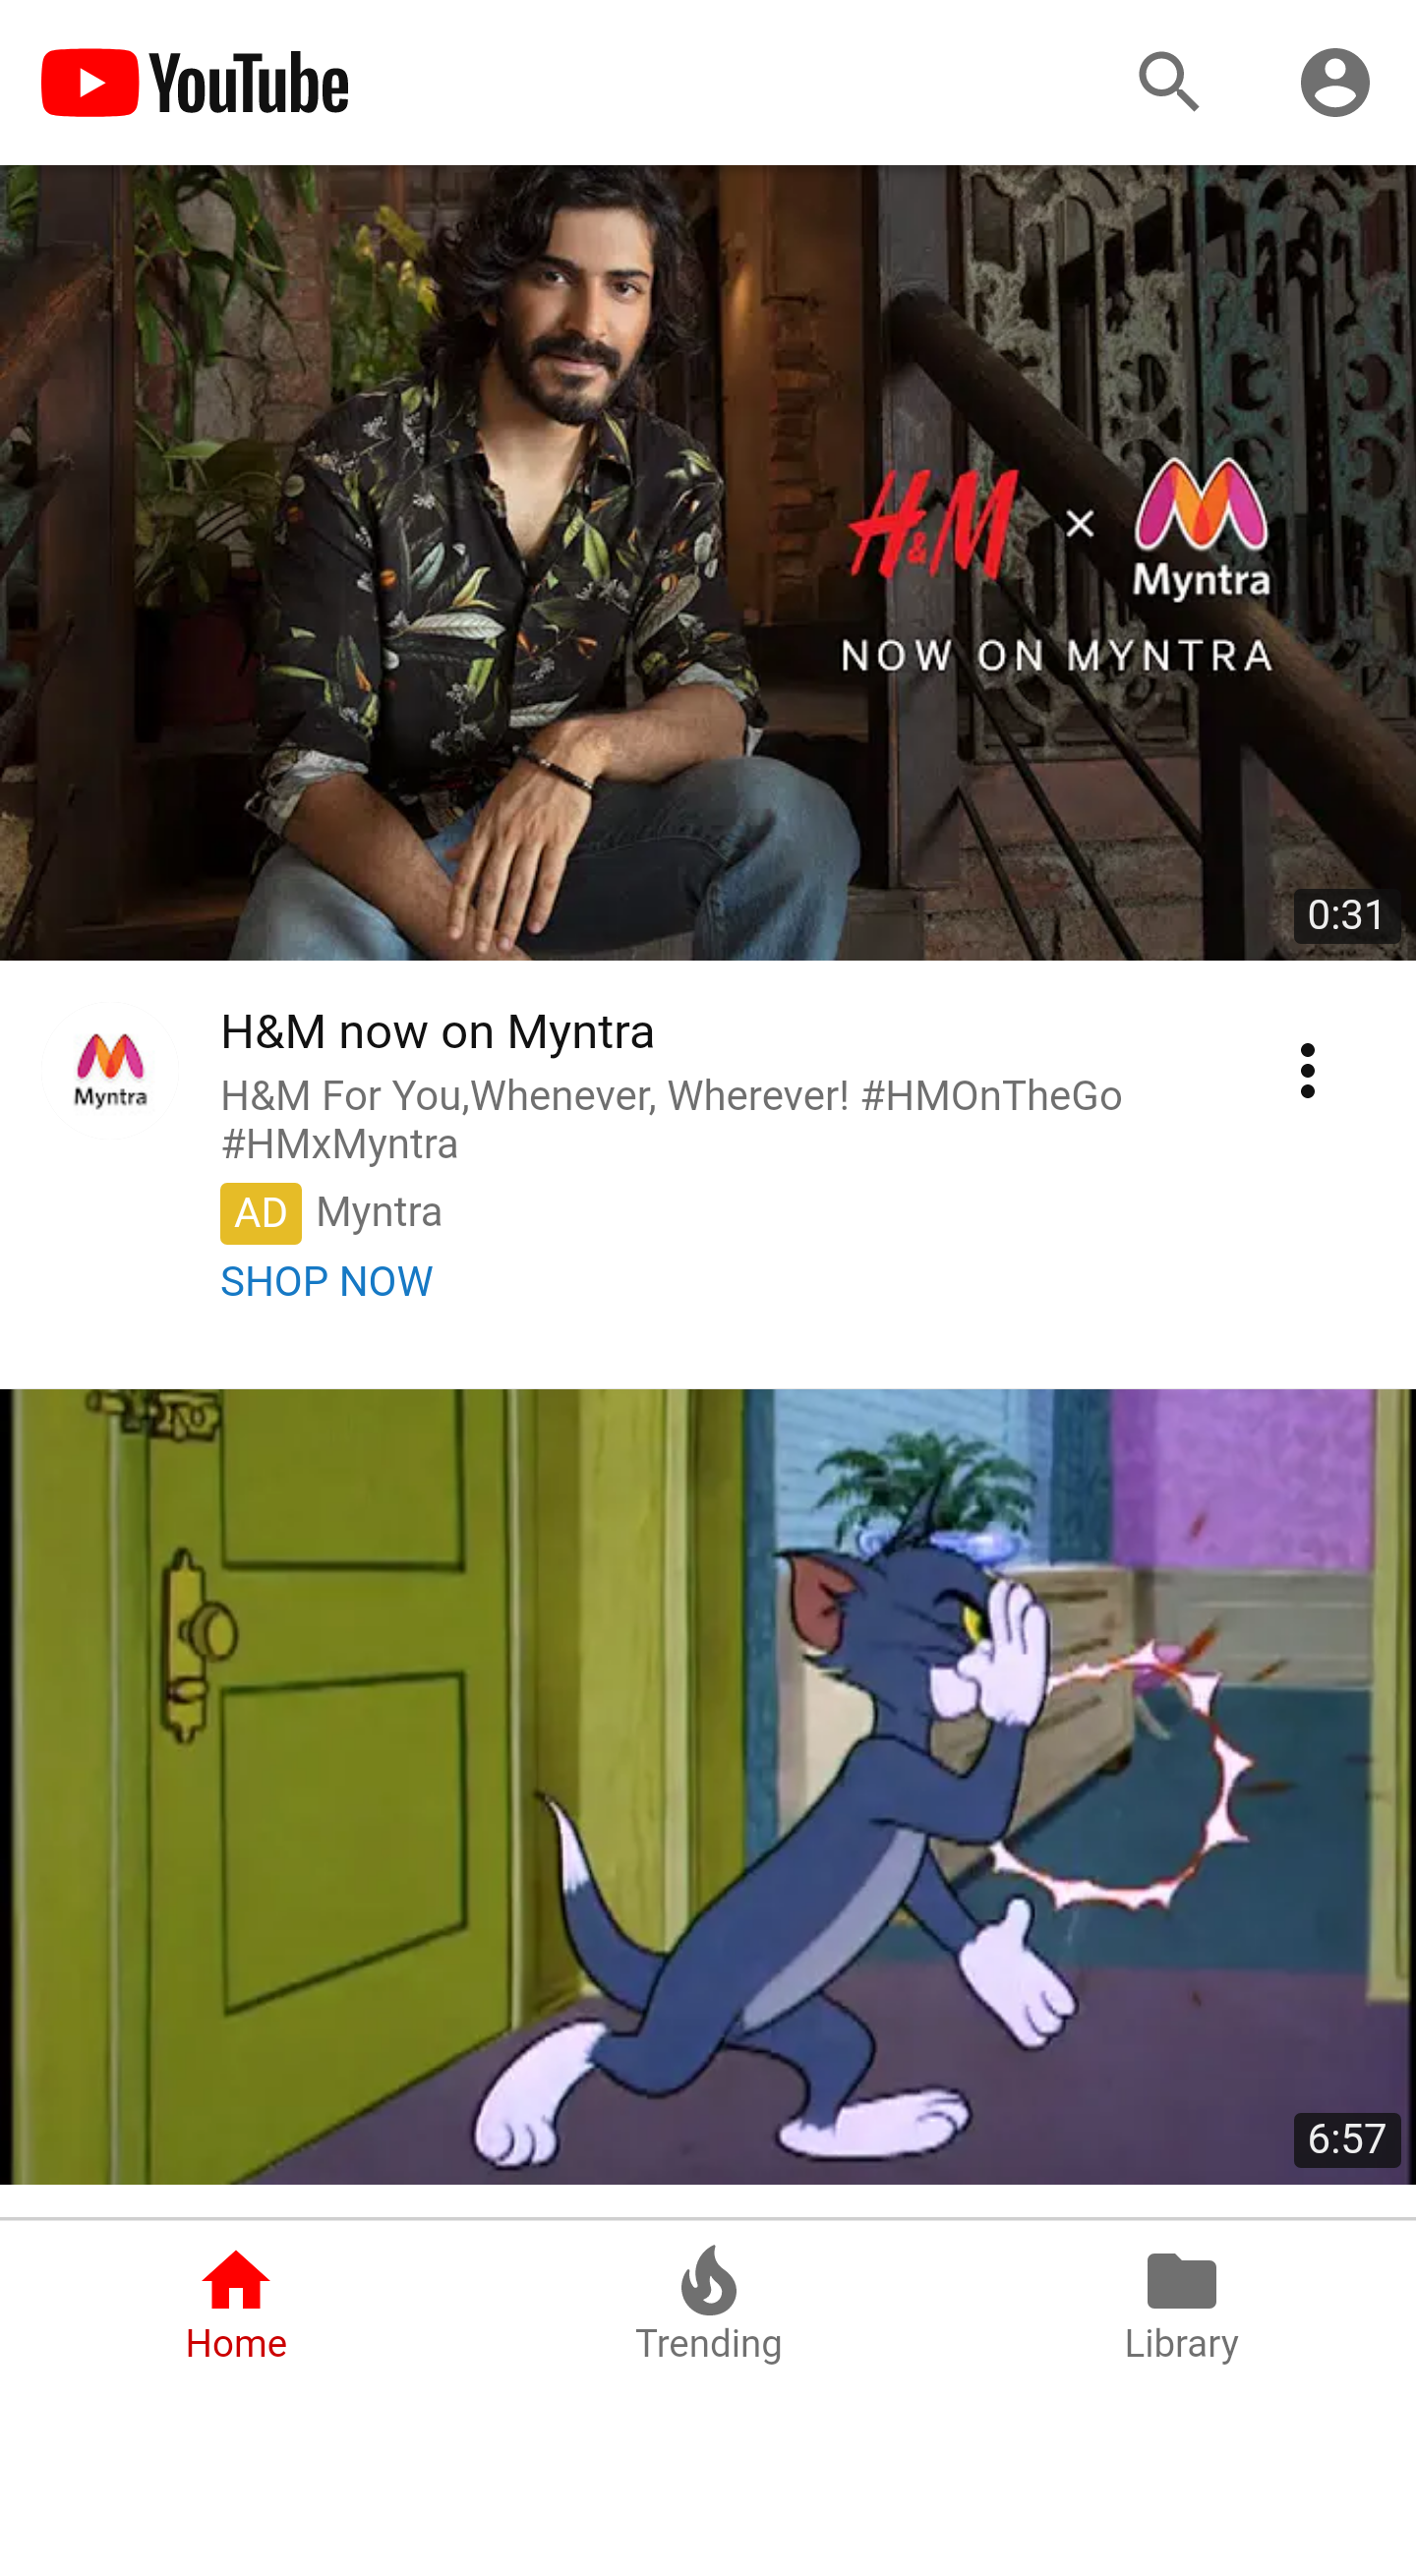 YouTube
H&M × Myntra
NOW ON MYNTRA
0:31
Myntra
H&M now on Myntra
H&M For You,Whenever, Wherever! #HMOnTheGo
#HMxMyntra
AD Myntra
SHOP NOW
6:57
Home Trending Library